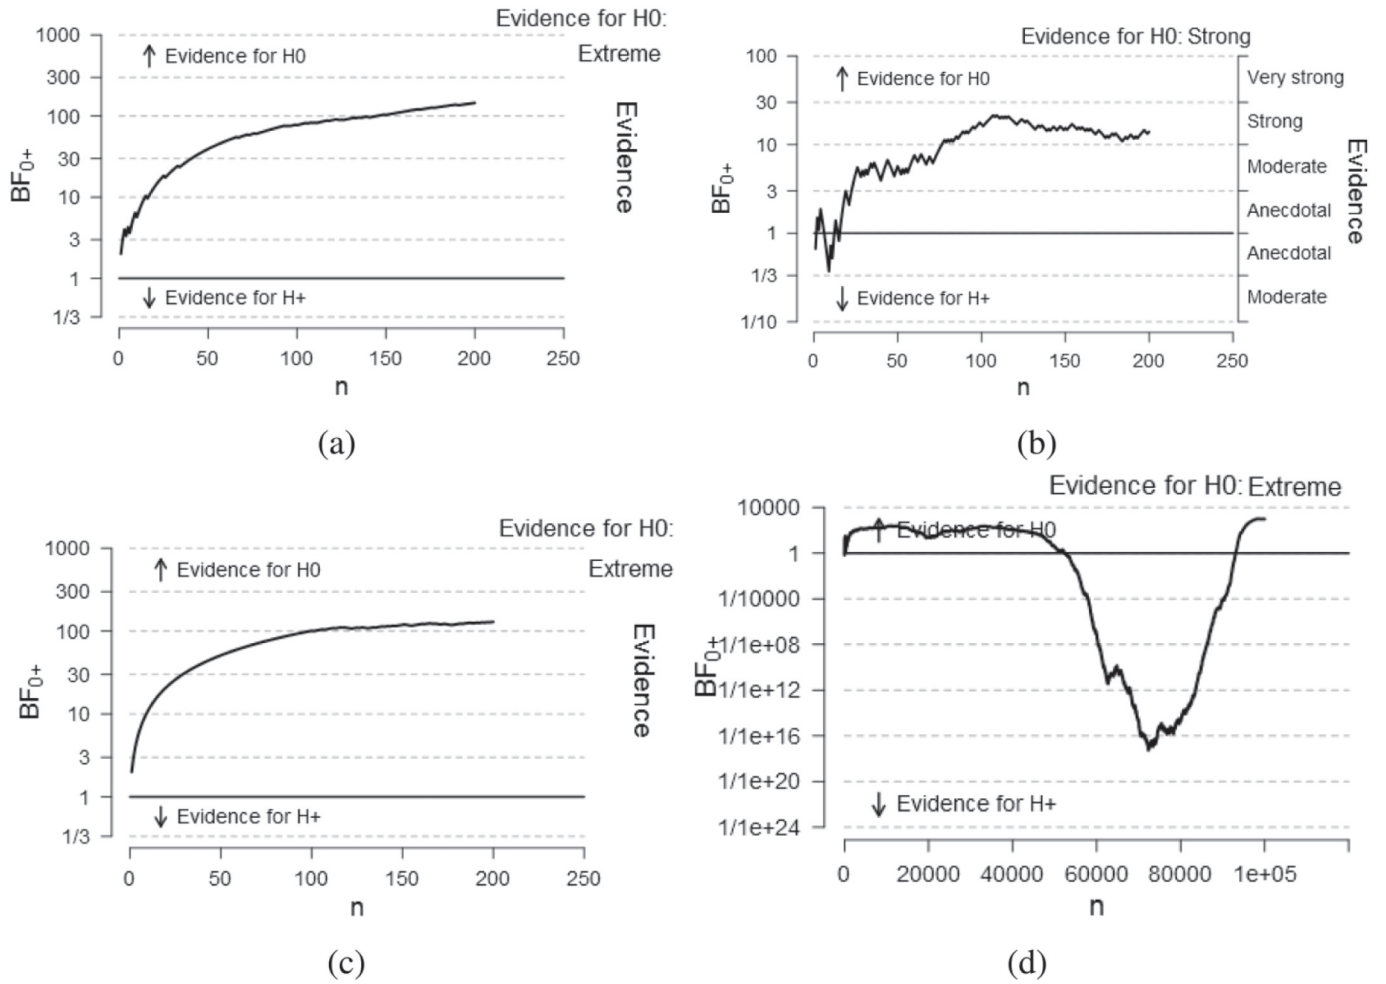 Evidence for H0:
Extreme
1000
300
100
30
10
3
1
1/3
↑ Evidence for H0
↓ Evidence for H+
BF0+
Evidence
0 50 100 150 200 250
n
(a)
Evidence for H0: Strong
100
30
10
3
1
1/3
1/10
↑ Evidence for H0
↓ Evidence for H+
BF0+
Very strong
Strong
Moderate
Anecdotal
Anecdotal
Moderate
Evidence
0 50 100 150 200 250
n
(b)
Evidence for H0:
Extreme
1000
300
100
30
10
3
1
1/3
↑ Evidence for H0
↓ Evidence for H+
BF0+
Evidence
0 50 100 150 200 250
n
(c)
Evidence for H0: Extreme
10000
1
1/10000
1/1e+08
1/1e+12
1/1e+16
1/1e+20
1/1e+24
↑ Evidence for H0
↓ Evidence for H+
BF0+
0 20000 40000 60000 80000 1e+05
n
(d)